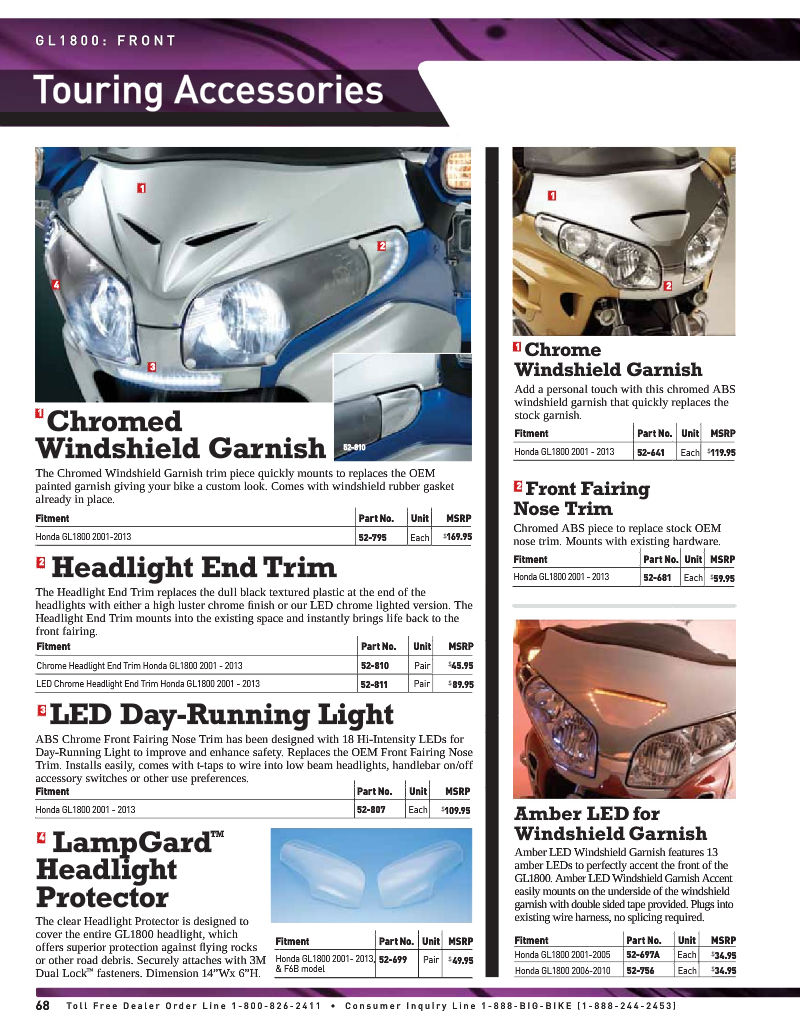 GL1800: FRONT
Touring Accessories
1
2
4
3
52-810
1 Chromed
Windshield Garnish
The Chromed Windshield Garnish trim piece quickly mounts to replaces the OEM
painted garnish giving your bike a custom look. Comes with windshield rubber gasket
already in place.
Fitment Part No. Unit MSRP
Honda GL1800 2001-2013 52-795 Each $169.95
2 Headlight End Trim
The Headlight End Trim replaces the dull black textured plastic at the end of the
headlights with either a high luster chrome finish or our LED chrome lighted version. The
Headlight End Trim mounts into the existing space and instantly brings life back to the
front fairing.
Fitment Part No. Unit MSRP
Chrome Headlight End Trim Honda GL1800 2001 - 2013 52-810 Pair $45.95
LED Chrome Headlight End Trim Honda GL1800 2001 - 2013 52-811 Pair $89.95
3 LED Day-Running Light
ABS Chrome Front Fairing Nose Trim has been designed with 18 Hi-Intensity LEDs for
Day-Running Light to improve and enhance safety. Replaces the OEM Front Fairing Nose
Trim. Installs easily, comes with t-taps to wire into low beam headlights, handlebar on/off
accessory switches or other use preferences.
Fitment Part No. Unit MSRP
Honda GL1800 2001 - 2013 52-807 Each $109.95
4 LampGard™
Headlight
Protector
The clear Headlight Protector is designed to
cover the entire GL1800 headlight, which
offers superior protection against flying rocks
or other road debris. Securely attaches with 3M
Dual Lock™ fasteners. Dimension 14"Wx 6"H.
Fitment Part No. Unit MSRP
Honda GL1800 2001- 2013, 52-699 Pair $49.95
& F6B model
1
2
1 Chrome
Windshield Garnish
Add a personal touch with this chromed ABS
windshield garnish that quickly replaces the
stock garnish.
Fitment Part No. Unit MSRP
Honda GL1800 2001 - 2013 52-641 Each $119.95
2 Front Fairing
Nose Trim
Chromed ABS piece to replace stock OEM
nose trim. Mounts with existing hardware.
Fitment Part No. Unit MSRP
Honda GL1800 2001 - 2013 52-681 Each $59.95
Amber LED for
Windshield Garnish
Amber LED Windshield Garnish features 13
amber LEDs to perfectly accent the front of the
GL1800. Amber LED Windshield Garnish Accent
easily mounts on the underside of the windshield
garnish with double sided tape provided. Plugs into
existing wire harness, no splicing required.
Fitment Part No. Unit MSRP
Honda GL1800 2001-2005 52-697A Each $34.95
Honda GL1800 2006-2010 52-756 Each $34.95
68 Toll Free Dealer Order Line 1-800-826-2411 • Consumer Inquiry Line 1-888-BIG-BIKE [1-888-244-2453]